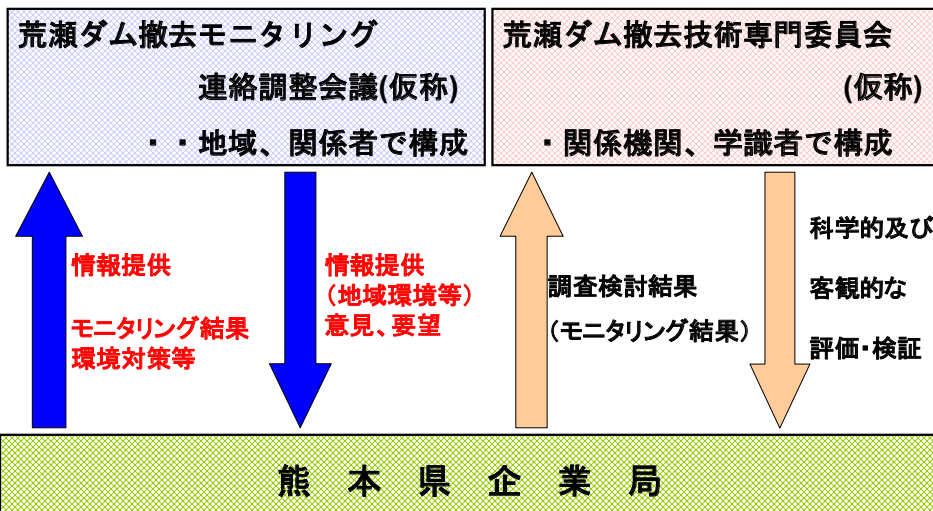 荒瀬ダム撤去モニタリング
連絡調整会議(仮称)
・・地域、関係者で構成
荒瀬ダム撤去技術専門委員会
(仮称)
・関係機関、学識者で構成
情報提供
モニタリング結果
環境対策等
情報提供
（地域環境等）
意見、要望
調査検討結果
（モニタリング結果）
科学的及び
客観的な
評価・検証
熊本県企業局